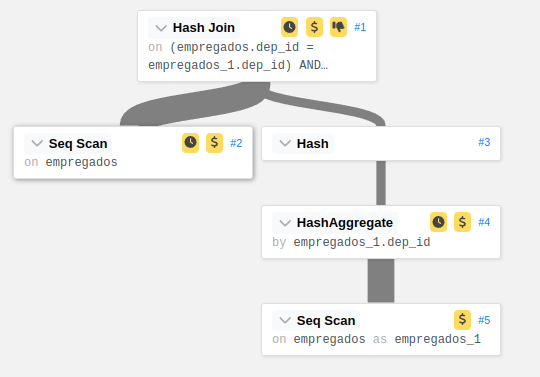 Hash Join #1
on (empregados.dep_id =
empregados_1.dep_id) AND…
Seq Scan $ #2
on empregados
Hash #3
HashAggregate $ #4
by empregados_1.dep_id
Seq Scan $ #5
on empregados as empregados_1